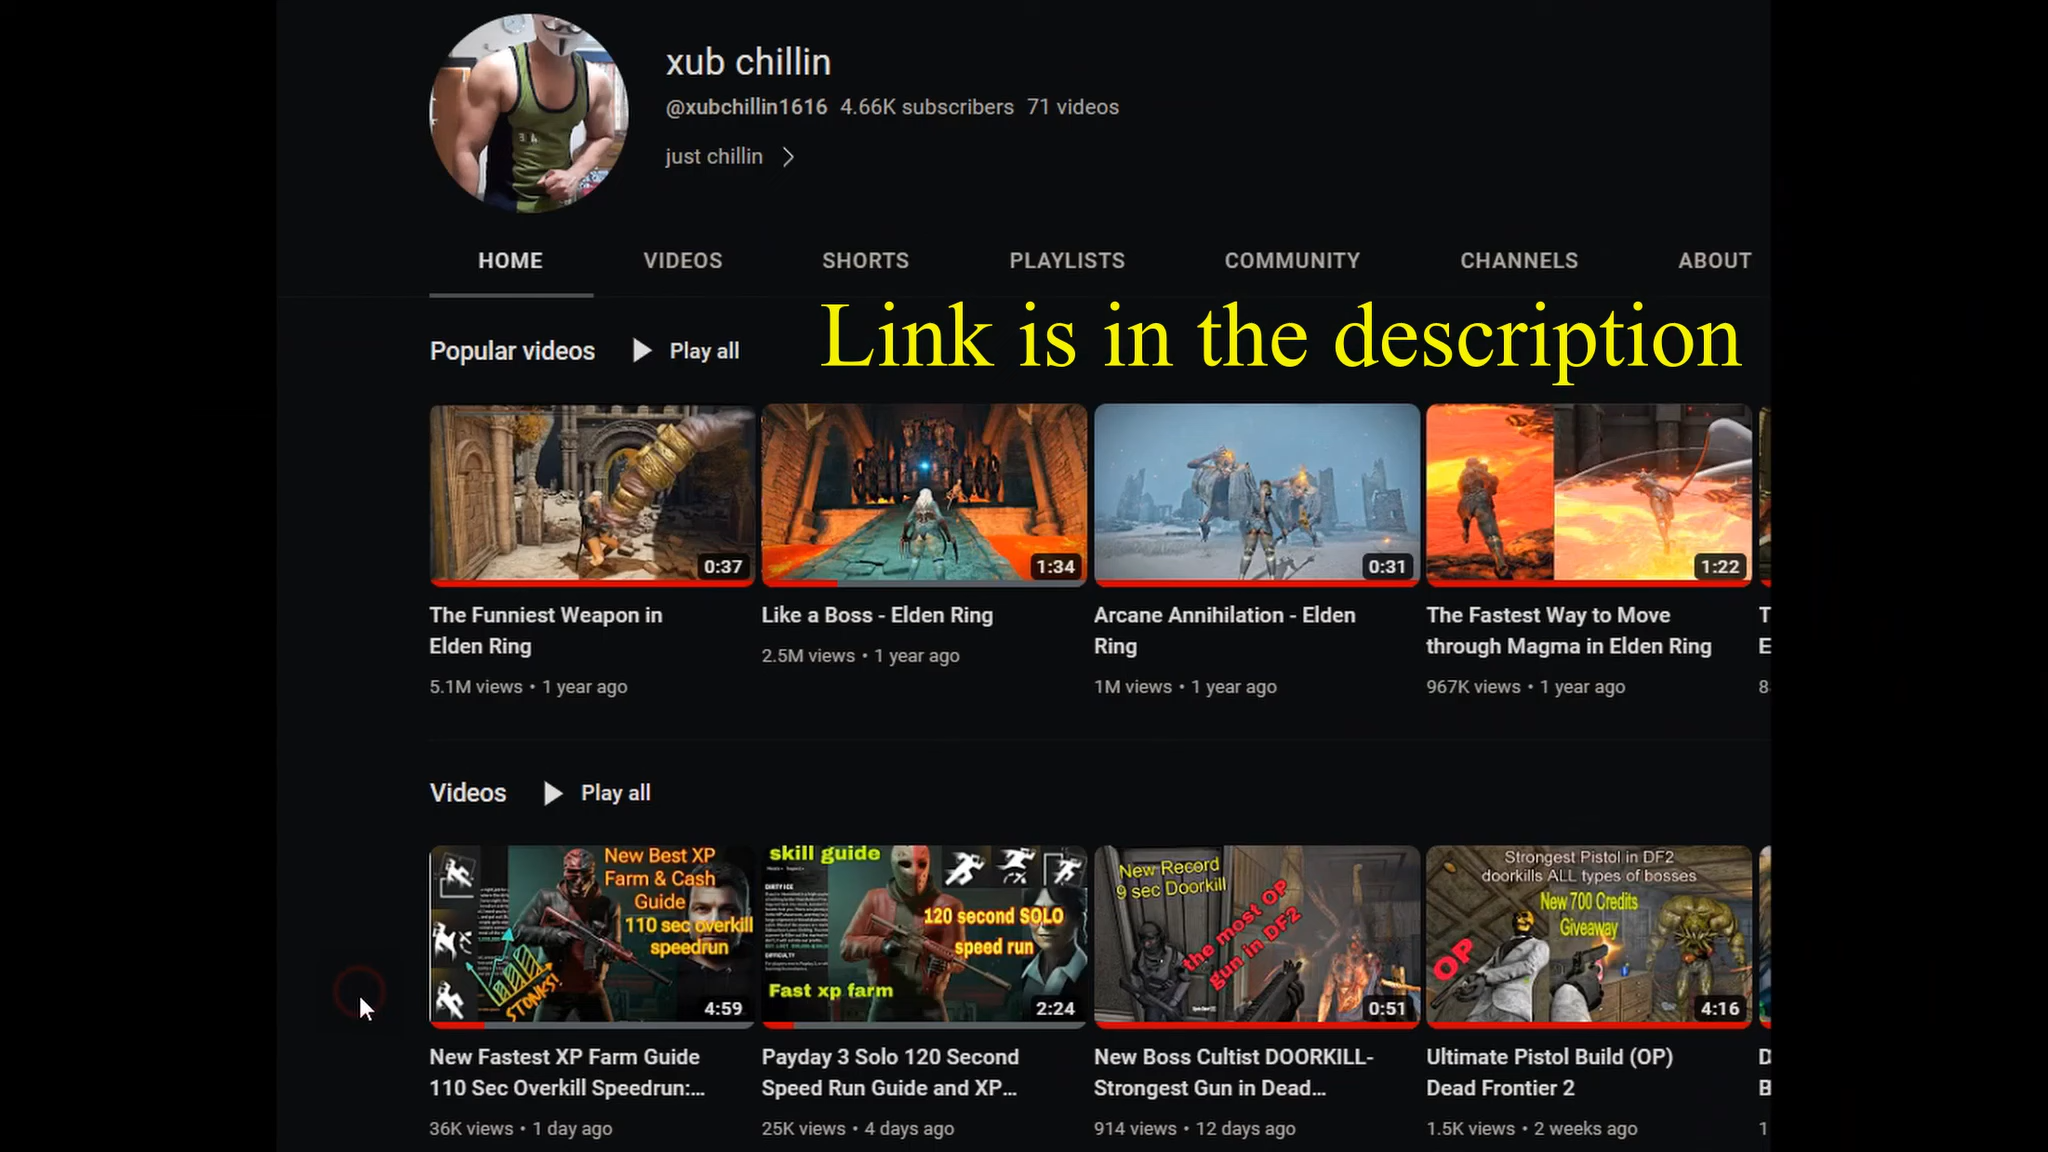 xub chillin
@xubchillin1616 4.66K subscribers 71 videos
just chillin
HOME VIDEOS SHORTS PLAYLISTS COMMUNITY CHANNELS ABOUT
Link is in the description
Popular videos Play all
0:37
1:34
0:31
1:22
The Funniest Weapon in
Elden Ring
5.1M views • 1 year ago
Like a Boss - Elden Ring
2.5M views • 1 year ago
Arcane Annihilation - Elden
Ring
1M views • 1 year ago
The Fastest Way to Move
through Magma in Elden Ring
967K views • 1 year ago
Videos Play all
New Best XP
Farm & Cash
Guide
110 sec overkill
speedrun
STONKS!
4:59
skill guide
DIRTY ICE
120 second SOLO
speed run
DIFFICULTY
Fast xp farm
2:24
New Record
9 sec Doorkill
the most OP
gun in DF2
0:51
Strongest Pistol in DF2
doorkills ALL types of bosses
New 700 Credits
Giveaway
OP
4:16
New Fastest XP Farm Guide
110 Sec Overkill Speedrun:...
36K views • 1 day ago
Payday 3 Solo 120 Second
Speed Run Guide and XP...
25K views • 4 days ago
New Boss Cultist DOORKILL-
Strongest Gun in Dead...
914 views • 12 days ago
Ultimate Pistol Build (OP)
Dead Frontier 2
1.5K views • 2 weeks ago